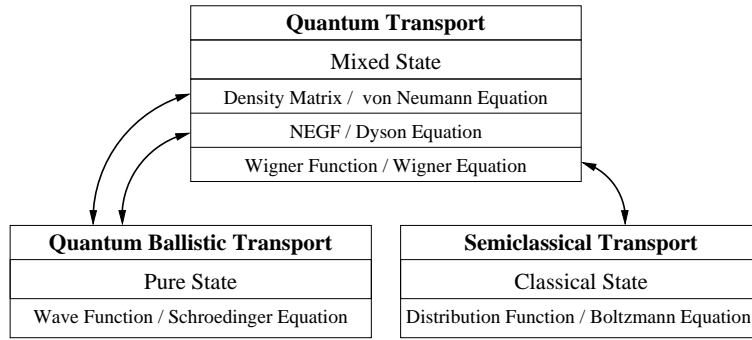 Quantum Transport
Mixed State
Density Matrix / von Neumann Equation
NEGF / Dyson Equation
Wigner Function / Wigner Equation
Quantum Ballistic Transport
Pure State
Wave Function / Schroedinger Equation
Semiclassical Transport
Classical State
Distribution Function / Boltzmann Equation